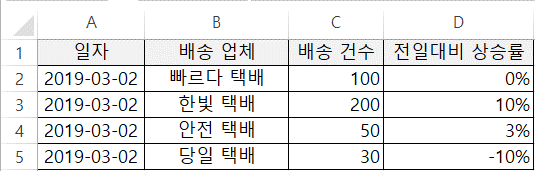 A B C D
1 일자 배송 업체 배송 건수 전일대비 상승률
2 2019-03-02 빠르다 택배 100 0%
3 2019-03-02 한빛 택배 200 10%
4 2019-03-02 안전 택배 50 3%
5 2019-03-02 당일 택배 30 -10%